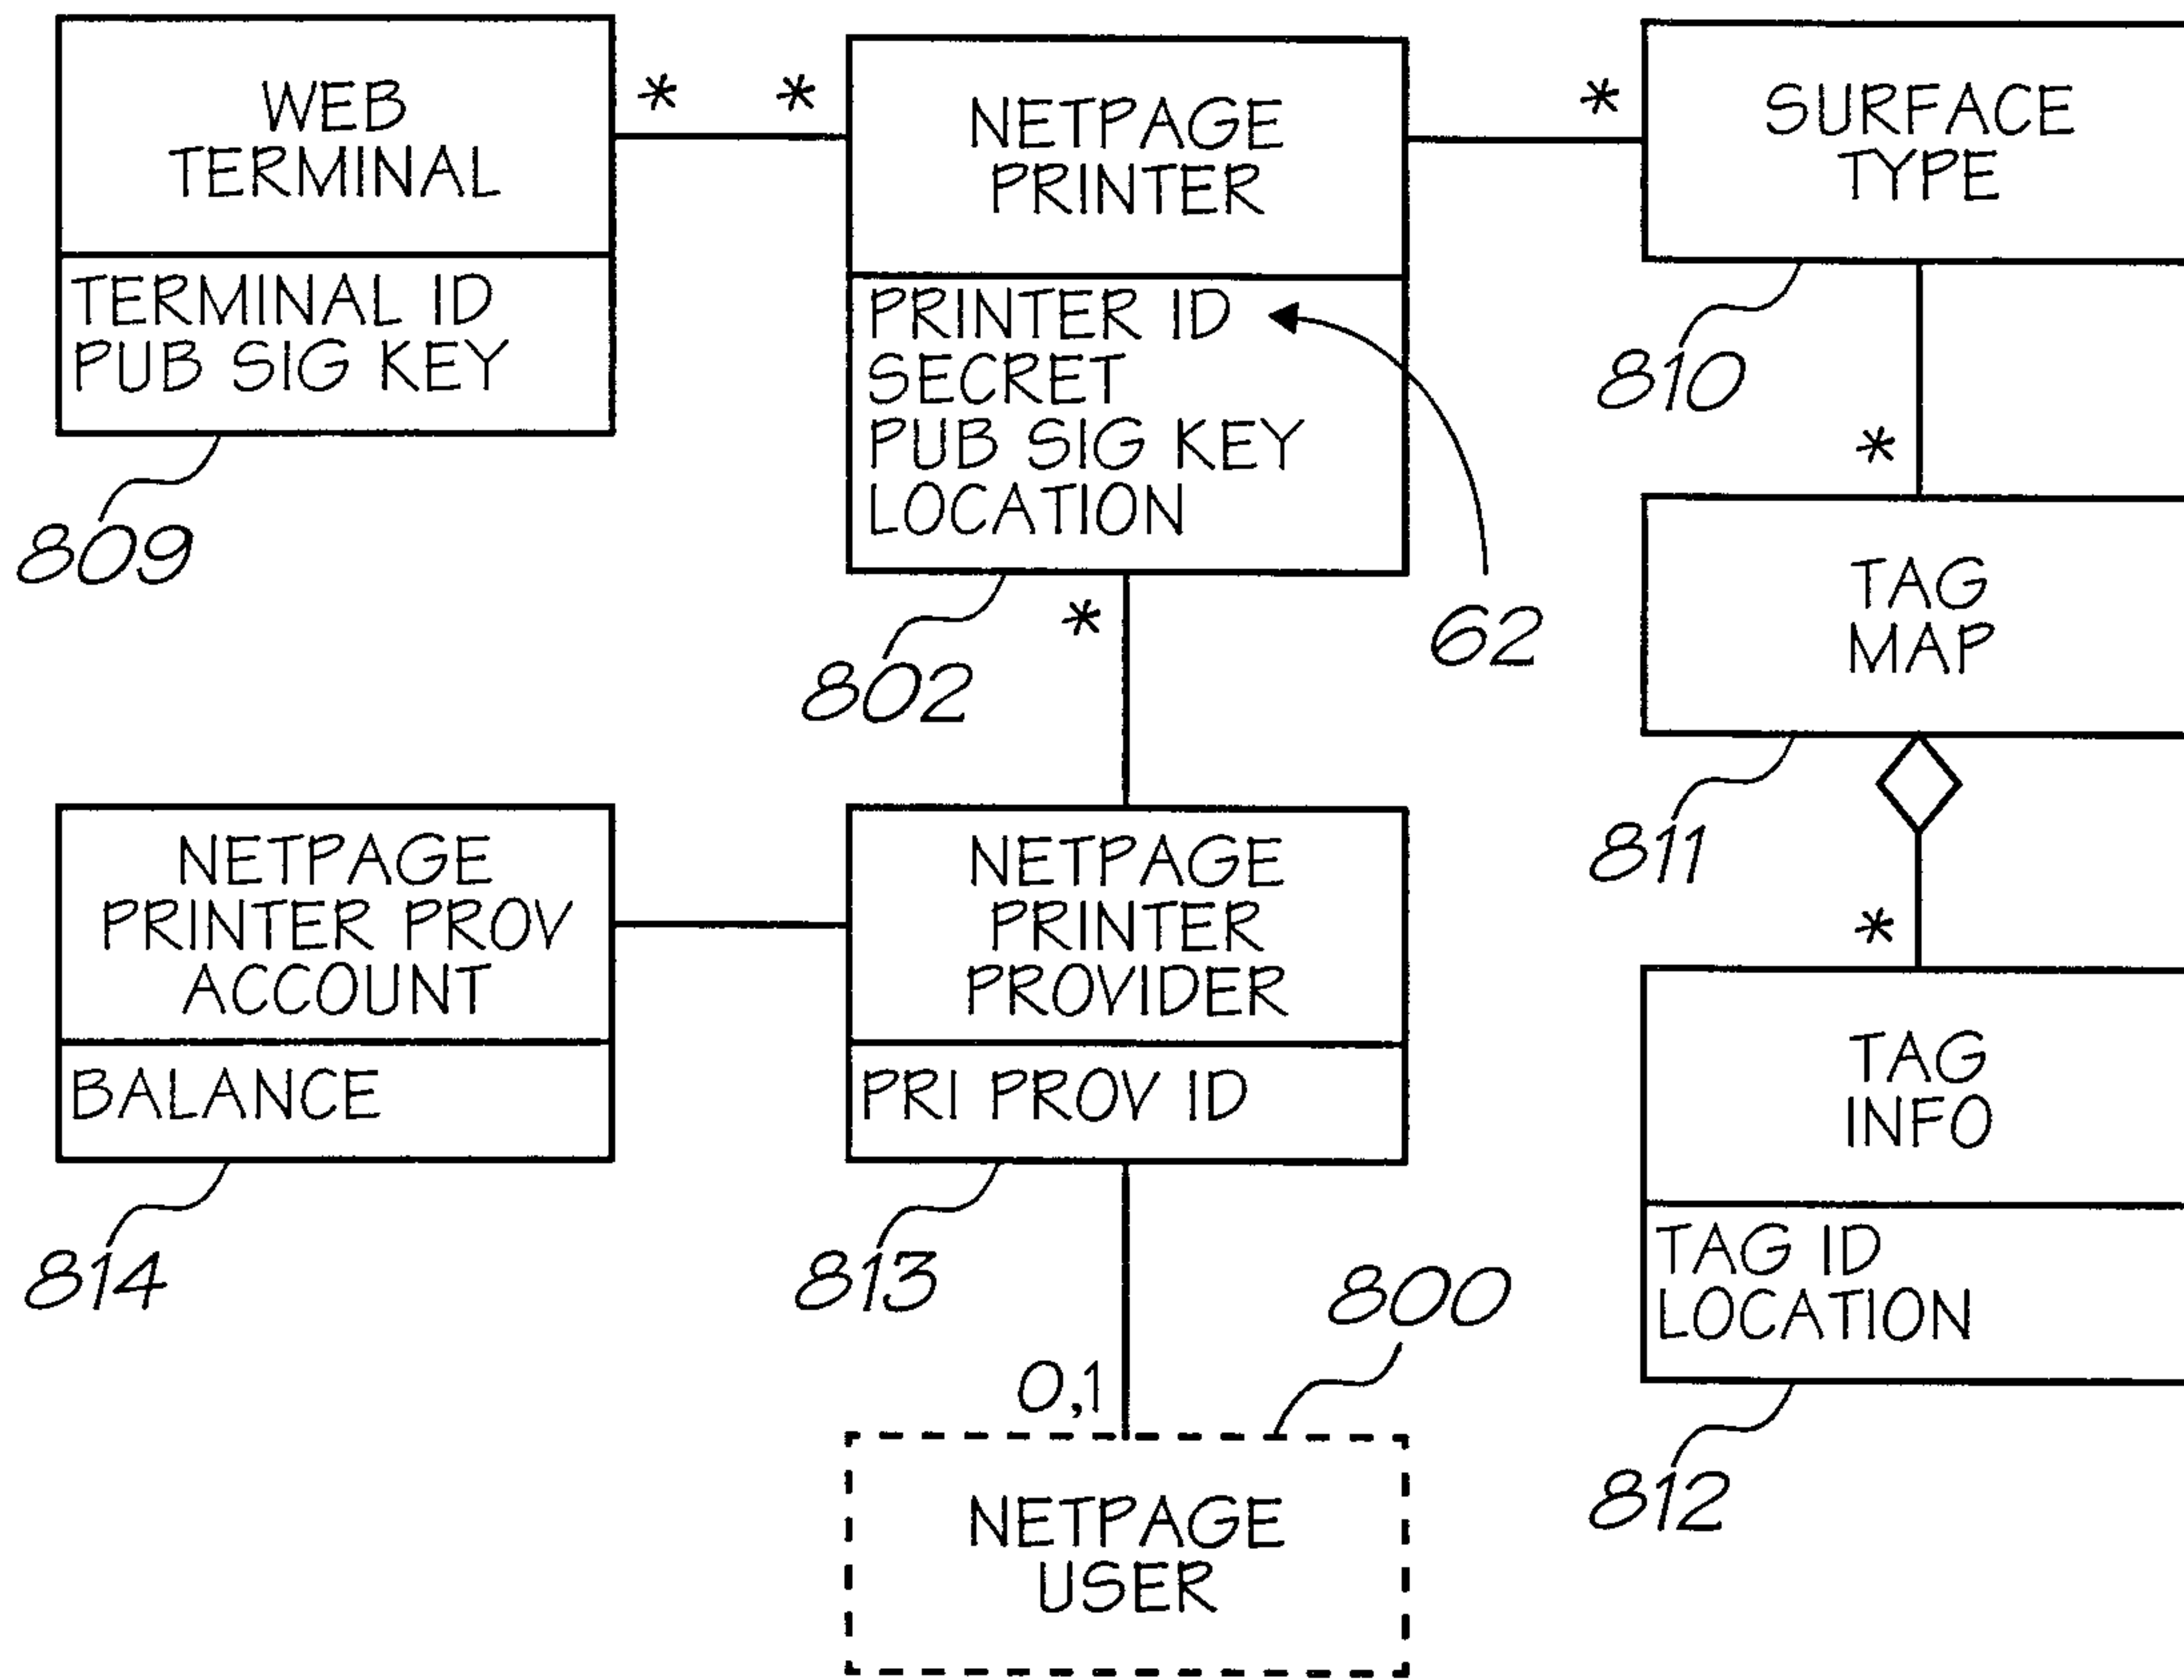 WEB
TERMINAL
TERMINAL ID
PUB SIG KEY
809
* *
NETPAGE
PRINTER
PRINTER ID
SECRET
PUB SIG KEY
LOCATION
62
802
*
*
SURFACE
TYPE
810
*
TAG
MAP
811
*
TAG
INFO
TAG ID
LOCATION
812
NETPAGE
PRINTER PROV
ACCOUNT
BALANCE
814
NETPAGE
PRINTER
PROVIDER
PRI PROV ID
813
0,1
800
NETPAGE
USER